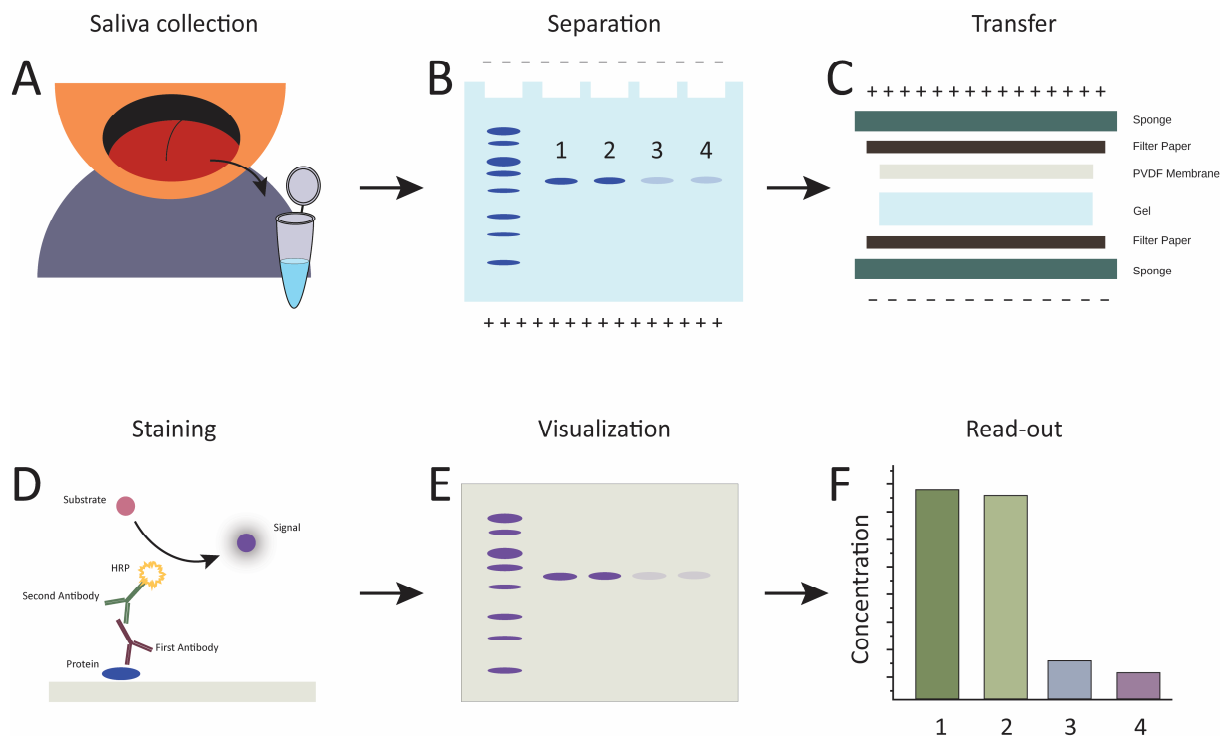 Saliva collection
Separation
Transfer
A
B
C
– – – – – – – – – – – – – – –
+ + + + + + + + + + + + + + +
1 2 3 4
+ + + + + + + + + + + + + + +
Sponge
Filter Paper
PVDF Membrane
Gel
Filter Paper
Sponge
– – – – – – – – – – – – – – –
Staining
Visualization
Read-out
D
E
F
Substrate
Signal
HRP
Second Antibody
First Antibody
Protein
Concentration
1 2 3 4